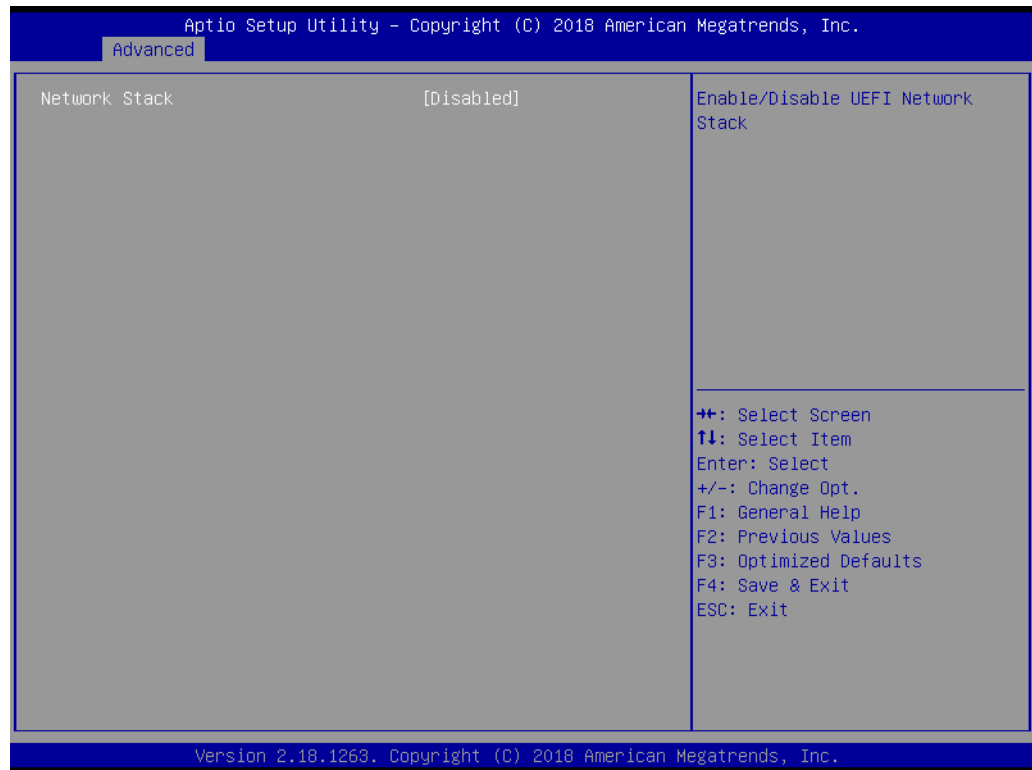 Aptio Setup Utility – Copyright (C) 2018 American Megatrends, Inc.
Advanced
Network Stack [Disabled]
Enable/Disable UEFI Network
Stack
→←: Select Screen
↑↓: Select Item
Enter: Select
+/-: Change Opt.
F1: General Help
F2: Previous Values
F3: Optimized Defaults
F4: Save & Exit
ESC: Exit
Version 2.18.1263. Copyright (C) 2018 American Megatrends, Inc.